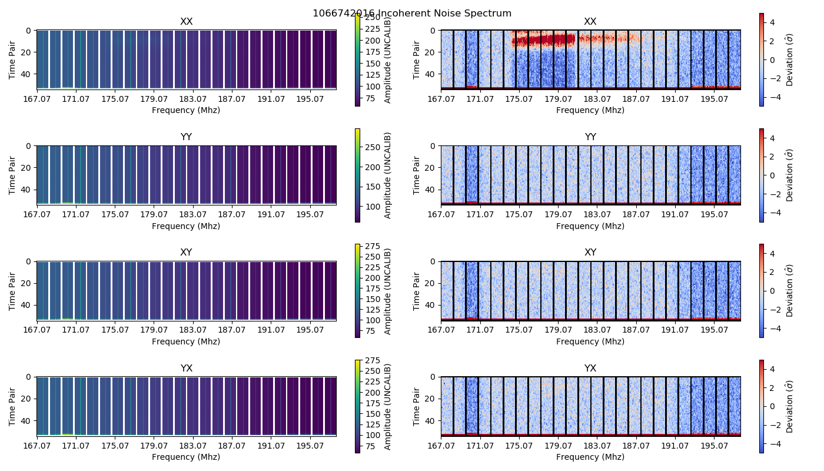 1066742016 Incoherent Noise Spectrum
XX
XX
0
20
40
Time Pair
167.07 171.07 175.07 179.07 183.07 187.07 191.07 195.07
Frequency (Mhz)
250
225
200
175
150
125
100
75
Amplitude (UNCALIB)
0
20
40
Time Pair
167.07 171.07 175.07 179.07 183.07 187.07 191.07 195.07
Frequency (Mhz)
4
2
0
−2
−4
Deviation (σ̂)
YY
YY
0
20
40
Time Pair
167.07 171.07 175.07 179.07 183.07 187.07 191.07 195.07
Frequency (Mhz)
250
200
150
100
Amplitude (UNCALIB)
0
20
40
Time Pair
167.07 171.07 175.07 179.07 183.07 187.07 191.07 195.07
Frequency (Mhz)
4
2
0
−2
−4
Deviation (σ̂)
XY
XY
0
20
40
Time Pair
167.07 171.07 175.07 179.07 183.07 187.07 191.07 195.07
Frequency (Mhz)
275
250
225
200
175
150
125
100
75
Amplitude (UNCALIB)
0
20
40
Time Pair
167.07 171.07 175.07 179.07 183.07 187.07 191.07 195.07
Frequency (Mhz)
4
2
0
−2
−4
Deviation (σ̂)
YX
YX
0
20
40
Time Pair
167.07 171.07 175.07 179.07 183.07 187.07 191.07 195.07
Frequency (Mhz)
275
250
225
200
175
150
125
100
75
Amplitude (UNCALIB)
0
20
40
Time Pair
167.07 171.07 175.07 179.07 183.07 187.07 191.07 195.07
Frequency (Mhz)
4
2
0
−2
−4
Deviation (σ̂)